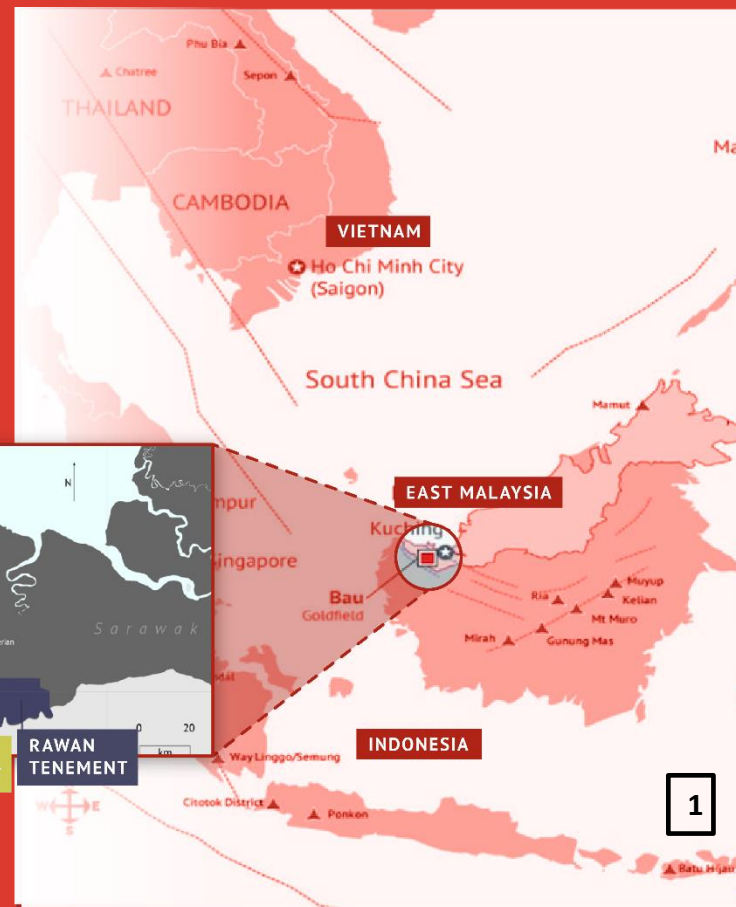 Phu Bia
Chatree
Sepon
THAILAND
Ma
CAMBODIA
VIETNAM
Ho Chi Minh City
(Saigon)
South China Sea
Mamut
N
mpur
EAST MALAYSIA
Kuching
ingapore
Bau
Goldfield
Muyup
Ria
Kelian
Mt Muro
Mirah
Gunung Mas
Sarawak
erian
0 20
km
RAWAN
TENEMENT
INDONESIA
Way Linggo/Semung
W E
S
Citotok District
Ponkon
1
Batu Hijau